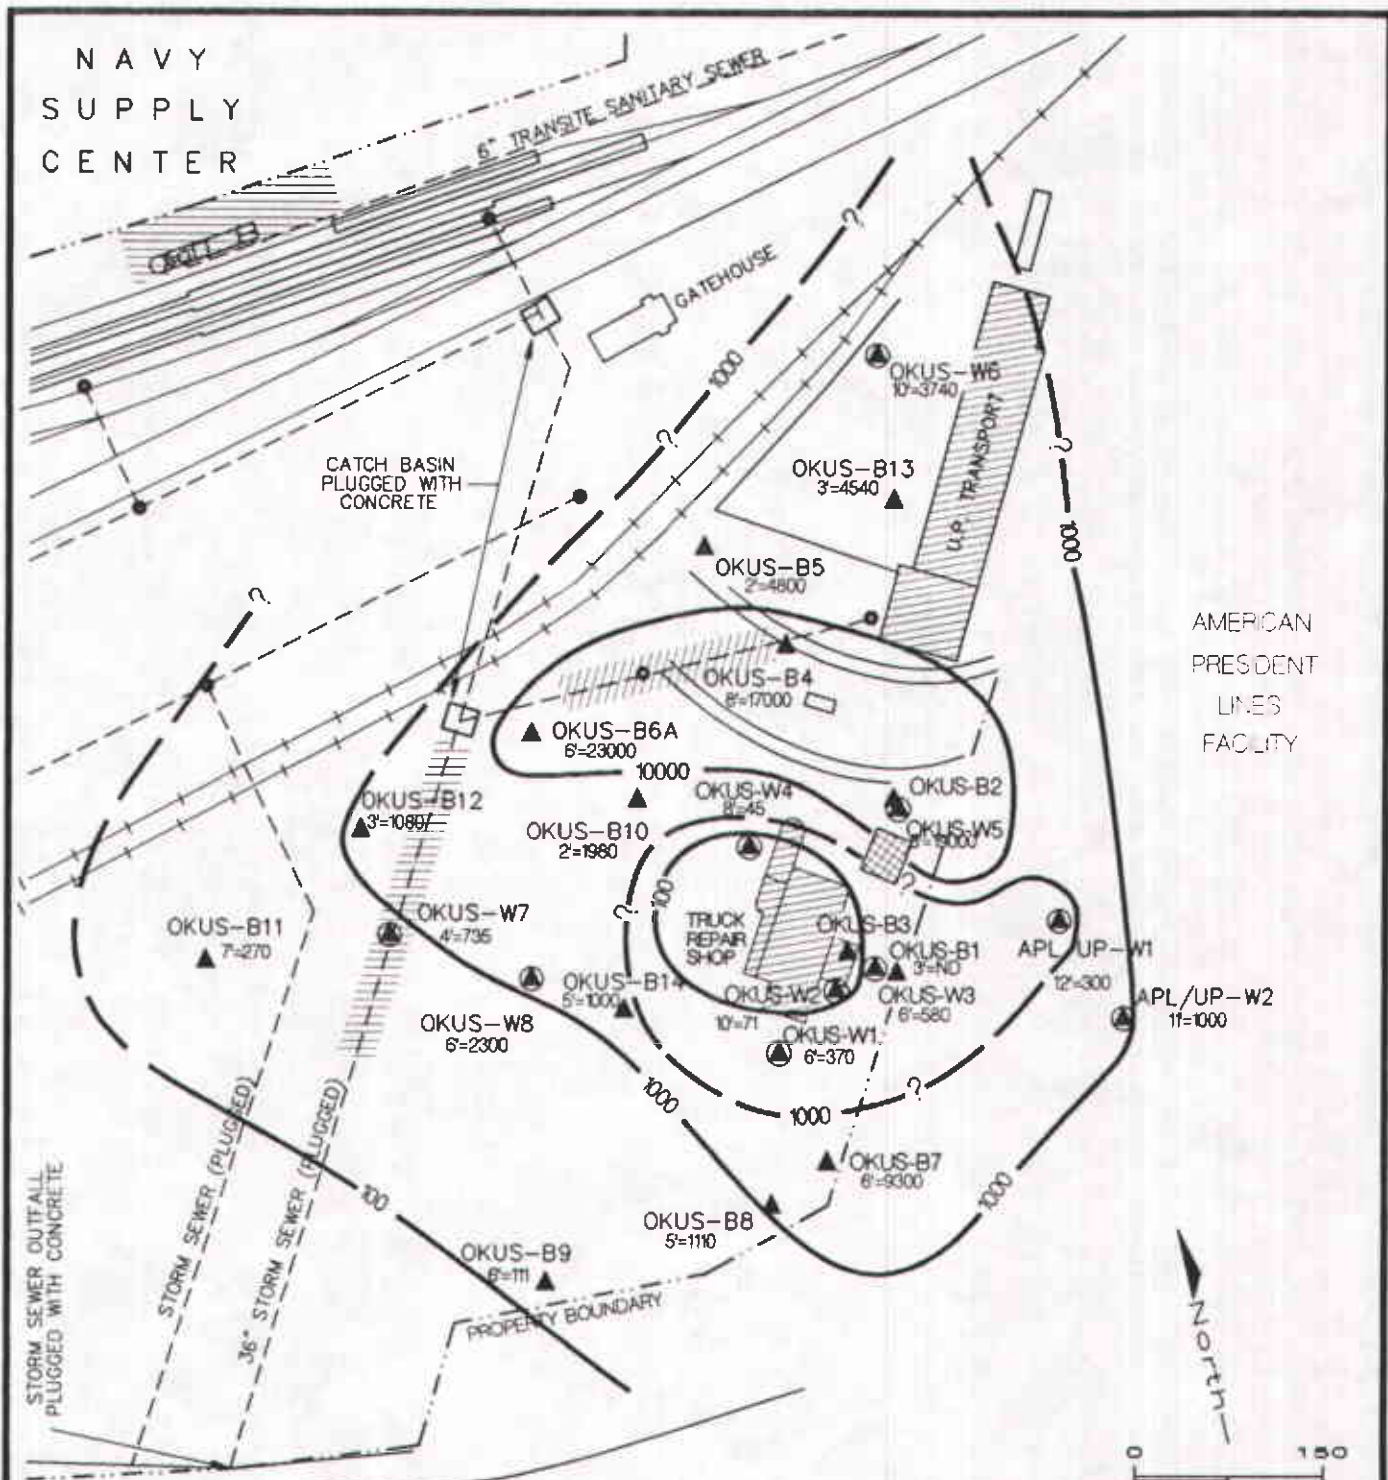 NAVY
SUPPLY
CENTER
6" TRANSITE SANITARY SEWER
GATEHOUSE
?
1000
?
OKUS-W6
10'=3740
U.P. TRANSPORT
?
1000
CATCH BASIN
PLUGGED WITH
CONCRETE
OKUS-B13
3'=4540
OKUS-B5
2'=4800
?
AMERICAN
PRESIDENT
LINES
FACILITY
OKUS-B4
8'=17000
OKUS-B6A
6'=23000
10000
OKUS-W4
8'=45
OKUS-B2
OKUS-W5
OKUS-B12
3'=1080
OKUS-B10
2'=1980
?
100
?
TRUCK
REPAIR
SHOP
OKUS-B3
OKUS-B1
3'=ND
OKUS-W7
4'=735
OKUS-B11
7'=270
APL/UP-W1
12'=300
OKUS-B14
5'=1000
OKUS-W2
10'=71
OKUS-W3
6'=580
APL/UP-W2
11'=1000
OKUS-W8
6'=2300
OKUS-W1
6'=370
1000
1000
?
OKUS-B7
6'=9300
1000
OKUS-B8
5'=1110
100
OKUS-B9
6'=111
PROPERTY BOUNDARY
STORM SEWER (PLUGGED)
36" STORM SEWER (PLUGGED)
STORM SEWER OUTFALL
PLUGGED WITH CONCRETE
North
0 150